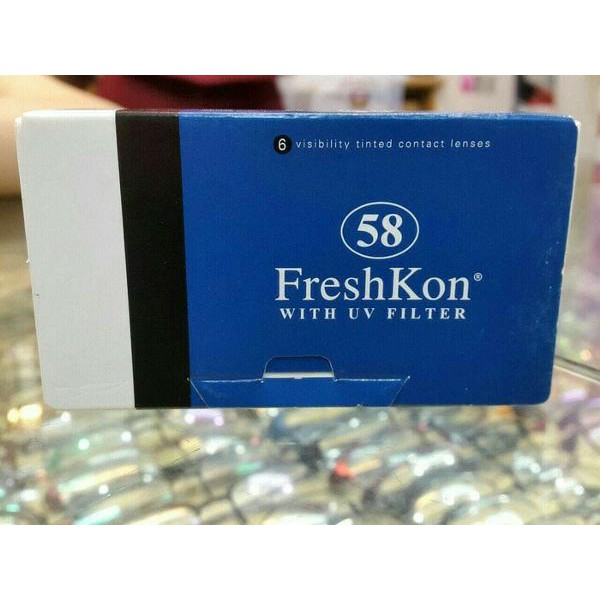 6 visibility tinted contact lenses
58
FreshKon®
WITH UV FILTER